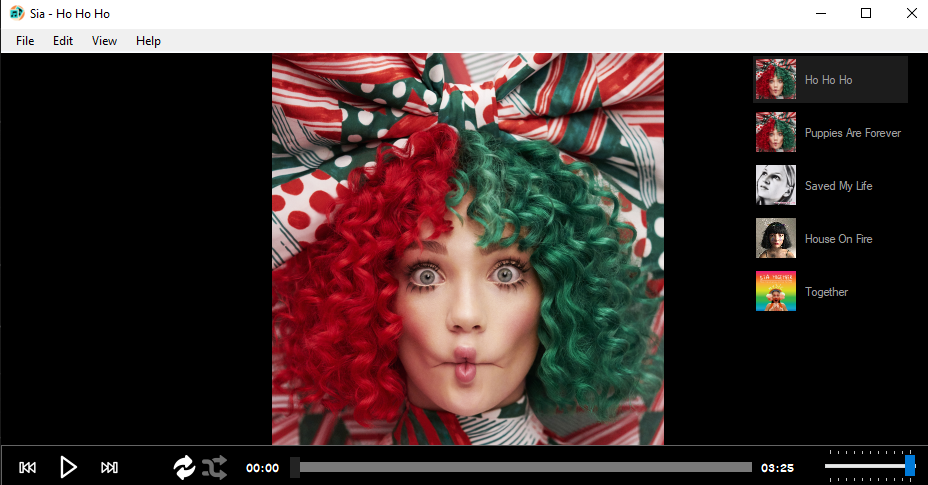 Sia - Ho Ho Ho
File Edit View Help
Ho Ho Ho
Puppies Are Forever
Saved My Life
House On Fire
Together
00:00
03:25